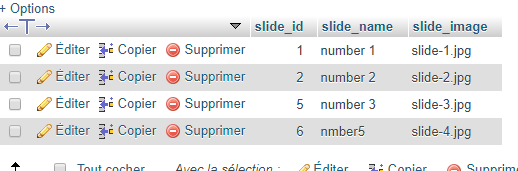 + Options
←T→ slide_id slide_name slide_image
Éditer Copier Supprimer 1 number 1 slide-1.jpg
Éditer Copier Supprimer 2 number 2 slide-2.jpg
Éditer Copier Supprimer 5 number 3 slide-3.jpg
Éditer Copier Supprimer 6 nmber5 slide-4.jpg
Tout cocher Avec la sélection : Éditer Copier Supprimer